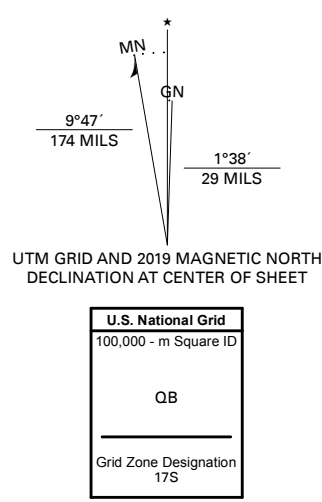 ★
MN
GN
9°47´
174 MILS
1°38´
29 MILS
UTM GRID AND 2019 MAGNETIC NORTH
DECLINATION AT CENTER OF SHEET
U.S. National Grid
100,000 - m Square ID
QB
Grid Zone Designation
17S